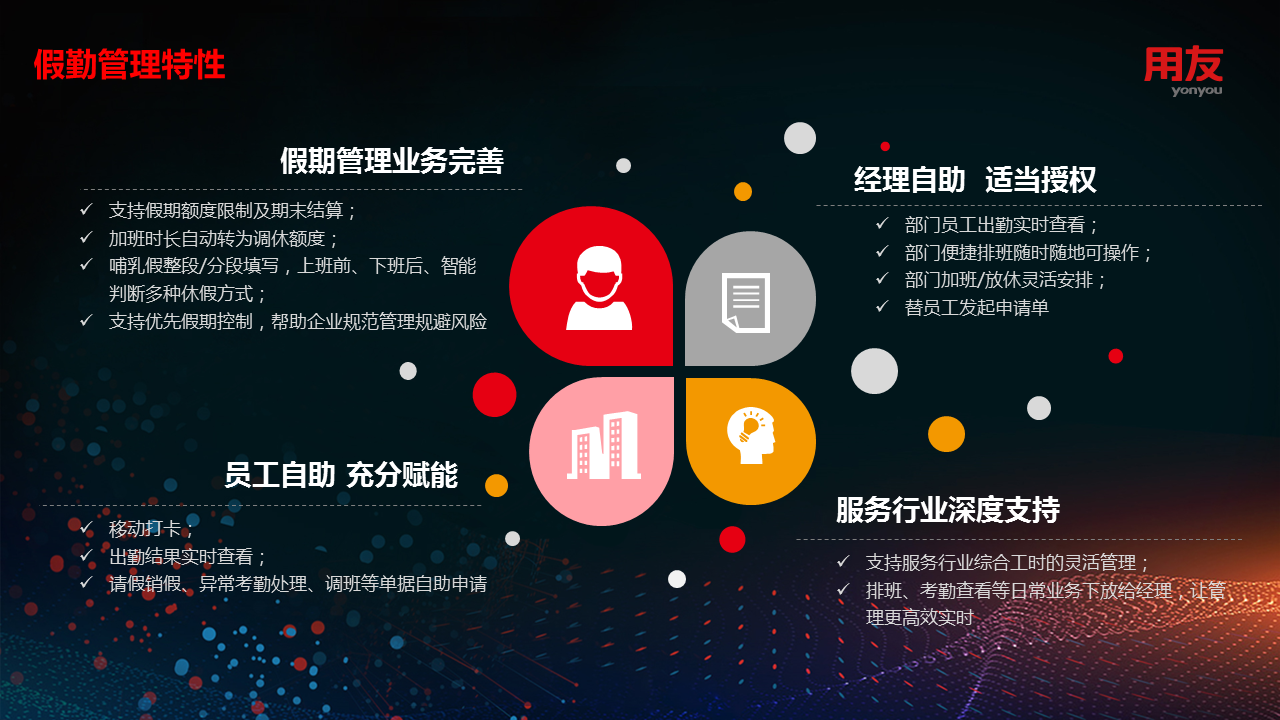 假勤管理特性
用友
yonyou
假期管理业务完善
支持假期额度限制及期末结算；
加班时长自动转为调休额度；
哺乳假整段/分段填写，上班前、下班后、智能
判断多种休假方式；
支持优先假期控制，帮助企业规范管理规避风险
经理自助 适当授权
部门员工出勤实时查看；
部门便捷排班随时随地可操作；
部门加班/放休灵活安排；
替员工发起申请单
员工自助 充分赋能
移动打卡；
出勤结果实时查看；
请假销假、异常考勤处理、调班等单据自助申请
服务行业深度支持
支持服务行业综合工时的灵活管理；
排班、考勤查看等日常业务下放给经理，让管
理更高效实时